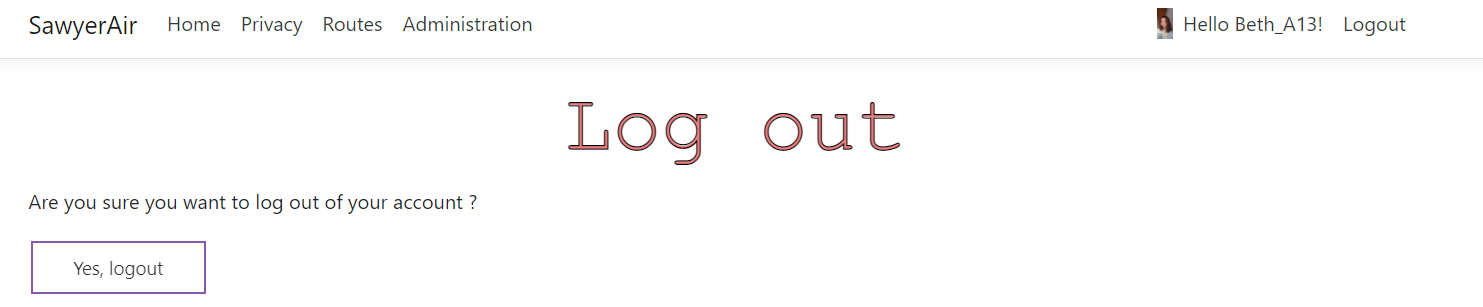 SawyerAir Home Privacy Routes Administration Hello Beth_A13! Logout
Log out
Are you sure you want to log out of your account ?
Yes, logout